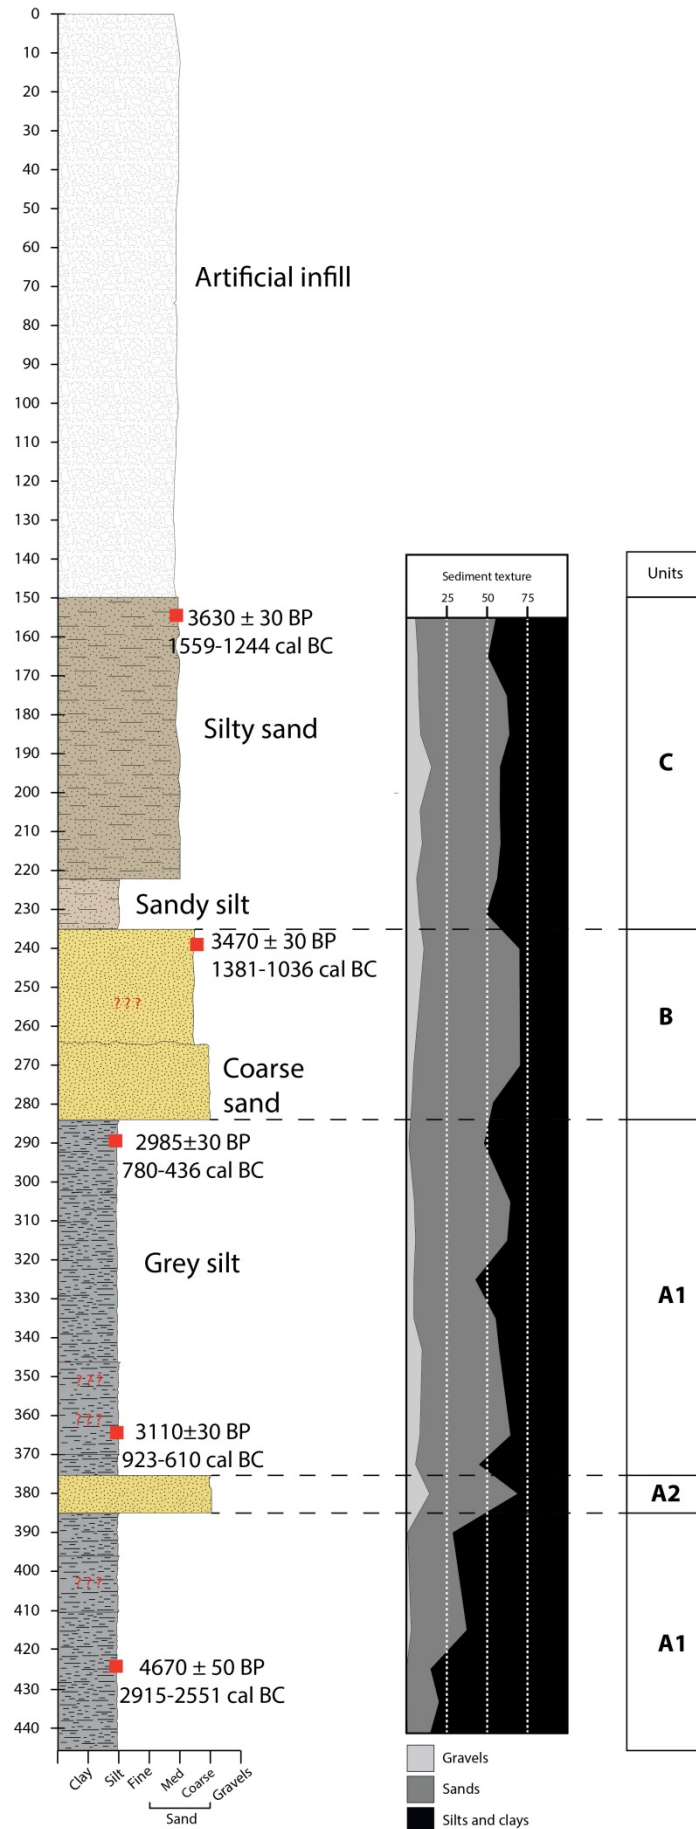 0
10
20
30
40
50
60
70
80
90
100
110
120
130
140
150
160
170
180
190
200
210
220
230
240
250
260
270
280
290
300
310
320
330
340
350
360
370
380
390
400
410
420
430
440
Artificial infill
3630 ± 30 BP
1559-1244 cal BC
Silty sand
Sandy silt
3470 ± 30 BP
1381-1036 cal BC
???
Coarse
sand
2985±30 BP
780-436 cal BC
Grey silt
???
???
3110±30 BP
923-610 cal BC
???
4670 ± 50 BP
2915-2551 cal BC
Clay
Silt
Fine
Med
Coarse
Gravels
Sand
Sediment texture
25 50 75
Gravels
Sands
Silts and clays
Units
C
B
A1
A2
A1